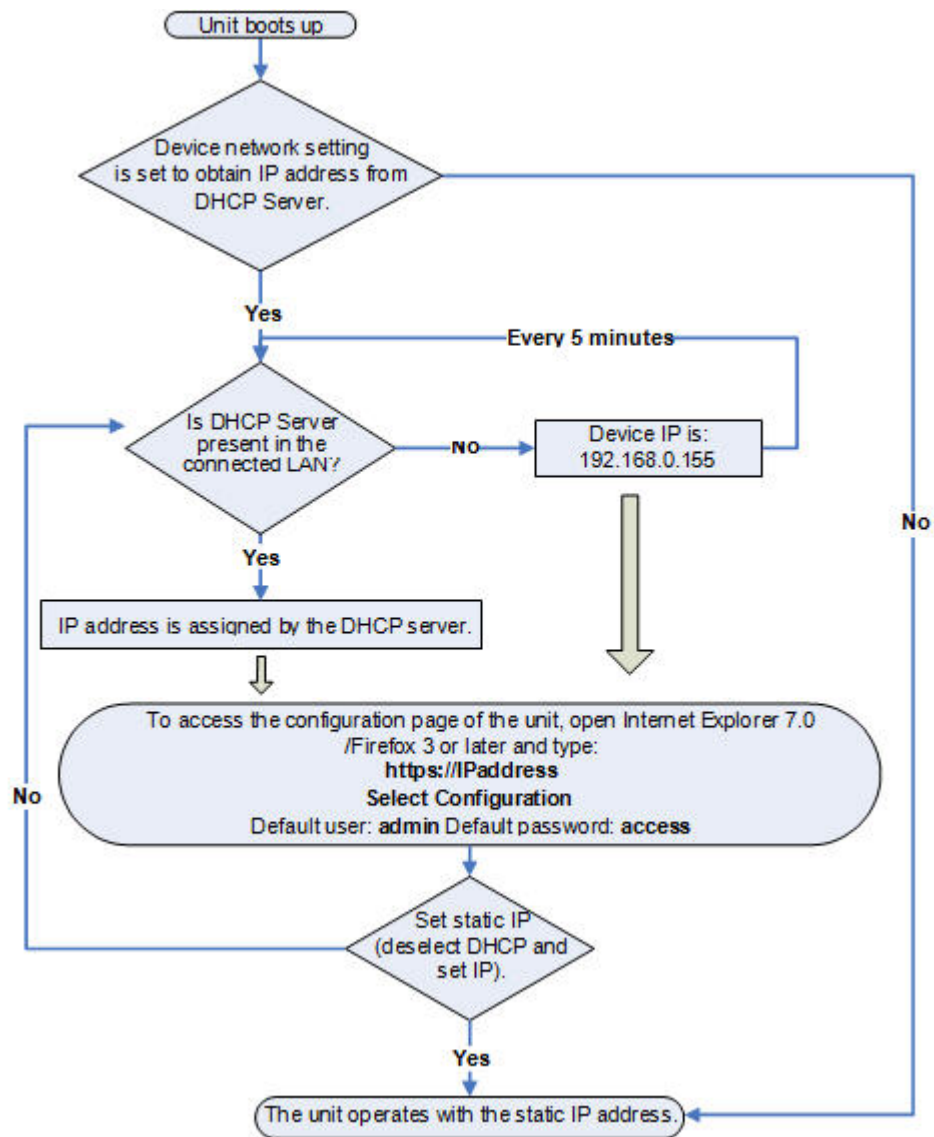 Unit boots up
Device network setting
is set to obtain IP address from
DHCP Server.
Yes
Every 5 minutes
Is DHCP Server
present in the
connected LAN?
No
Device IP is:
192.168.0.155
No
Yes
IP address is assigned by the DHCP server.
To access the configuration page of the unit, open Internet Explorer 7.0
/Firefox 3 or later and type:
https://IPaddress
Select Configuration
Default user: admin Default password: access
No
Set static IP
(deselect DHCP and
set IP).
Yes
The unit operates with the static IP address.